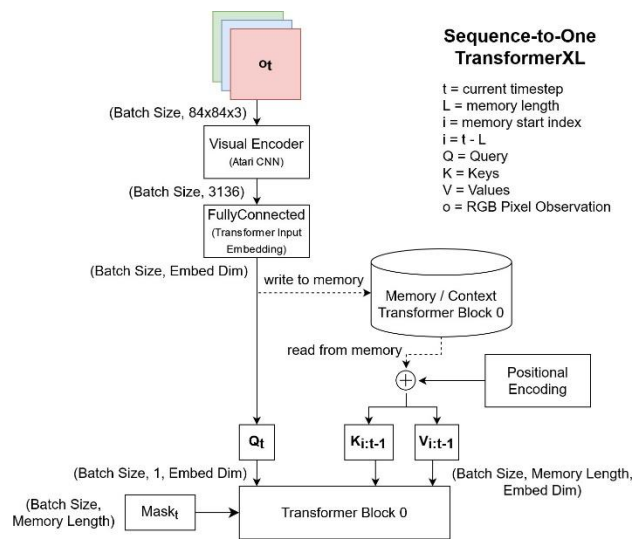 Sequence-to-One
TransformerXL
t = current timestep
L = memory length
i = memory start index
i = t - L
Q = Query
K = Keys
V = Values
o = RGB Pixel Observation
ot
(Batch Size, 84x84x3)
Visual Encoder
(Atari CNN)
(Batch Size, 3136)
FullyConnected
(Transformer Input
Embedding)
(Batch Size, Embed Dim)
write to memory
Memory / Context
Transformer Block 0
read from memory
Positional
Encoding
Qt
Ki:t-1
Vi:t-1
(Batch Size, 1, Embed Dim)
(Batch Size, Memory Length,
Embed Dim)
(Batch Size,
Memory Length)
Maskt
Transformer Block 0